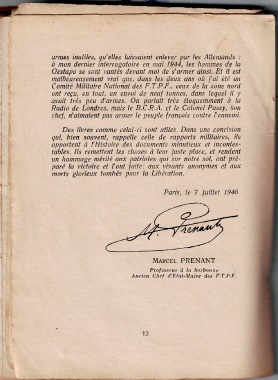 armes inutiles, qu'elles laissaient enlever par les Allemands :
à mon dernier interrogatoire en mai 1944, les hommes de la
Gestapo se sont vantés devant moi de s'armer ainsi. Et il est
malheureusement vrai que, dans les deux ans où j'ai été au
Comité Militaire National des F.T.P.F., ceux de la zone nord
ont reçu, en tout, un envoi de neuf tonnes, dans lequel il y
avait très peu d'armes. On parlait très éloquemment à la
Radio de Londres, mais le B.C.R.A. et le Colonel Passy, son
chef, n'aimaient pas armer le peuple français contre l'ennemi.
Des livres comme celui-ci sont utiles. Dans une concision
qui, bien souvent, rappelle celle de rapports militaires, ils
apportent à l'Histoire des documents minutieux et incontes-
tables. Ils remettent les choses à leur juste place, et rendent
un hommage mérité aux patriotes qui sur notre sol, ont pré-
paré la victoire et l'ont faite: aux vivants anonymes et aux
morts glorieux tombés pour la Libération.
Paris, le 7 juillet 1946
M. Prenant
MARCEL PRENANT
Professeur à la Sorbonne
Ancien Chef d'Etat-Major des F.T.P.F.
12